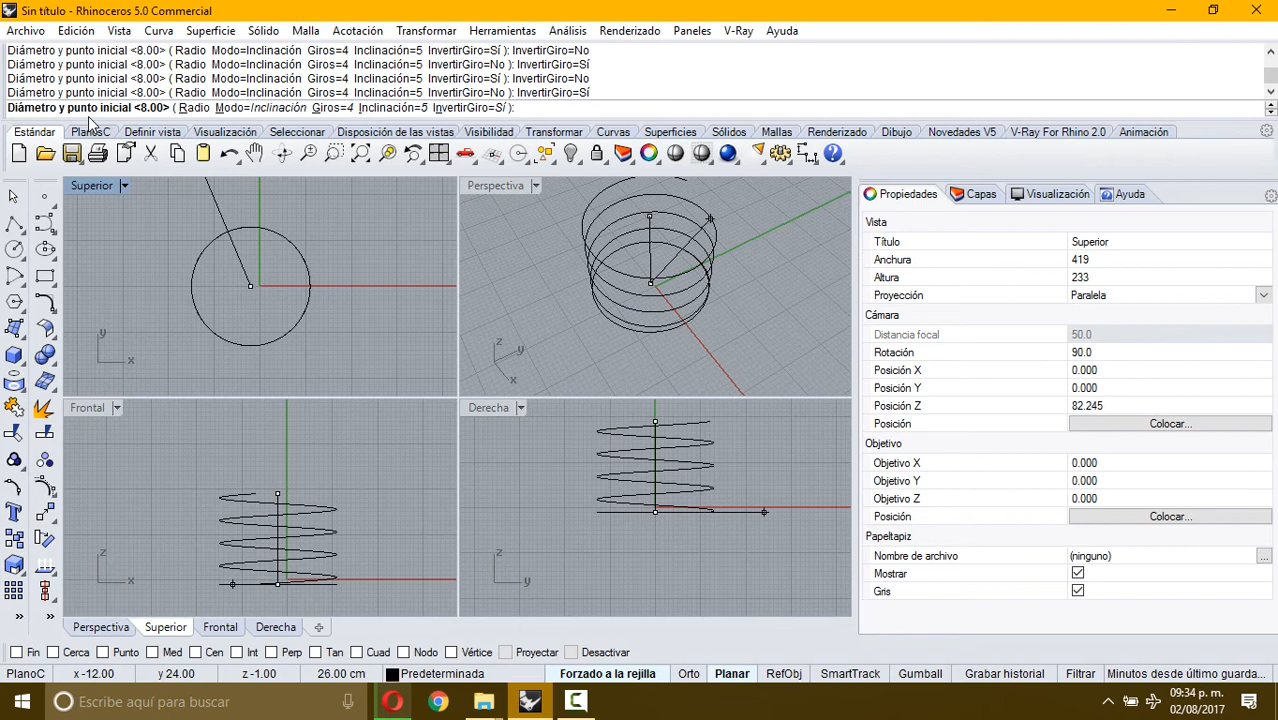 Sin título - Rhinoceros 5.0 Commercial
Archivo Edición Vista Curva Superficie Sólido Malla Acotación Transformar Herramientas Análisis Renderizado Paneles V-Ray Ayuda
Diámetro y punto inicial <8.00> ( Radio Modo=Inclinación Giros=4 Inclinación=5 InvertirGiro=Sí ): InvertirGiro=No
Diámetro y punto inicial <8.00> ( Radio Modo=Inclinación Giros=4 Inclinación=5 InvertirGiro=No ): InvertirGiro=Sí
Diámetro y punto inicial <8.00> ( Radio Modo=Inclinación Giros=4 Inclinación=5 InvertirGiro=Sí ): InvertirGiro=No
Diámetro y punto inicial <8.00> ( Radio Modo=Inclinación Giros=4 Inclinación=5 InvertirGiro=No ): InvertirGiro=Sí
Diámetro y punto inicial <8.00> ( Radio Modo=Inclinación Giros=4 Inclinación=5 InvertirGiro=Sí ):
Estándar PlanosC Definir vista Visualización Seleccionar Disposición de las vistas Visibilidad Transformar Curvas Superficies Sólidos Mallas Renderizado Dibujo Novedades V5 V-Ray For Rhino 2.0 Animación
Superior
y
x
Perspectiva
z
y
x
Frontal
z
x
Derecha
z
y
Propiedades Capas Visualización Ayuda
Vista
Título Superior
Anchura 419
Altura 233
Proyección Paralela
Cámara
Distancia focal 50.0
Rotación 90.0
Posición X 0.000
Posición Y 0.000
Posición Z 82.245
Posición Colocar...
Objetivo
Objetivo X 0.000
Objetivo Y 0.000
Objetivo Z 0.000
Posición Colocar...
Papeltapiz
Nombre de archivo (ninguno) ...
Mostrar
Gris
Perspectiva Superior Frontal Derecha
Fin Cerca Punto Med Cen Int Perp Tan Cuad Nodo Vértice Proyectar Desactivar
PlanoC x -12.00 y 24.00 z -1.00 26.00 cm Predeterminada Forzado a la rejilla Orto Planar RefObj SmartTrack Gumball Grabar historial Filtrar Minutos desde último guarda...
Escribe aquí para buscar
09:34 p. m.
02/08/2017